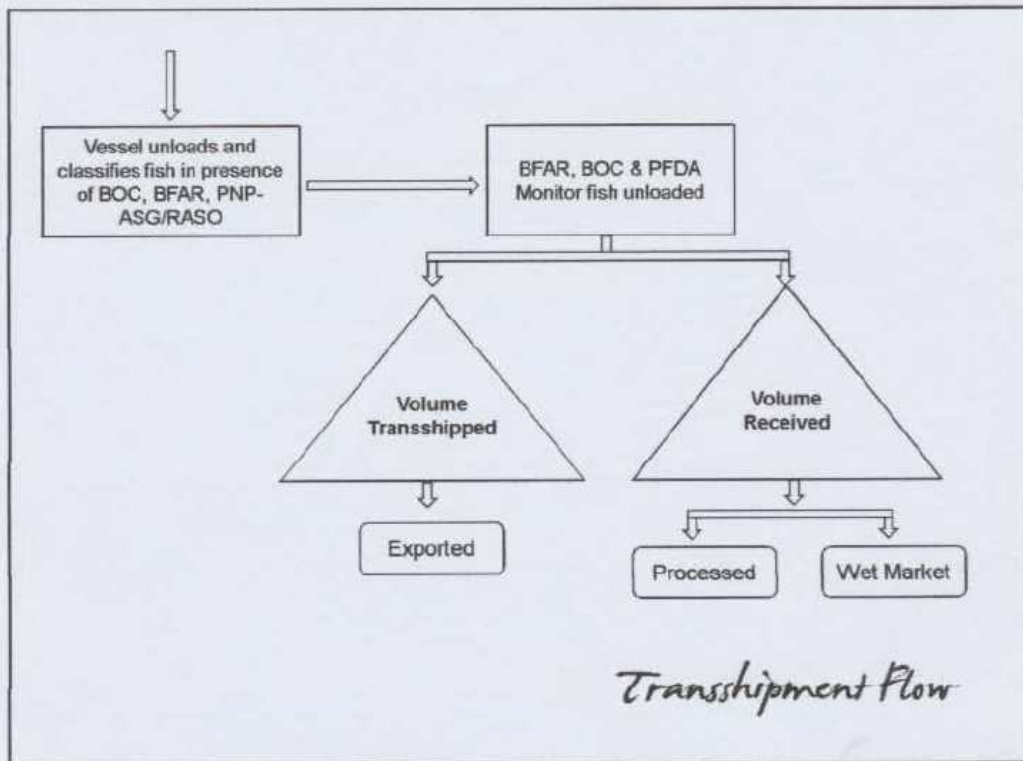 Vessel unloads and
classifies fish in presence
of BOC, BFAR, PNP-
ASG/RASO
BFAR, BOC & PFDA
Monitor fish unloaded
Volume
Transshipped
Volume
Received
Exported
Processed
Wet Market
Transshipment Flow